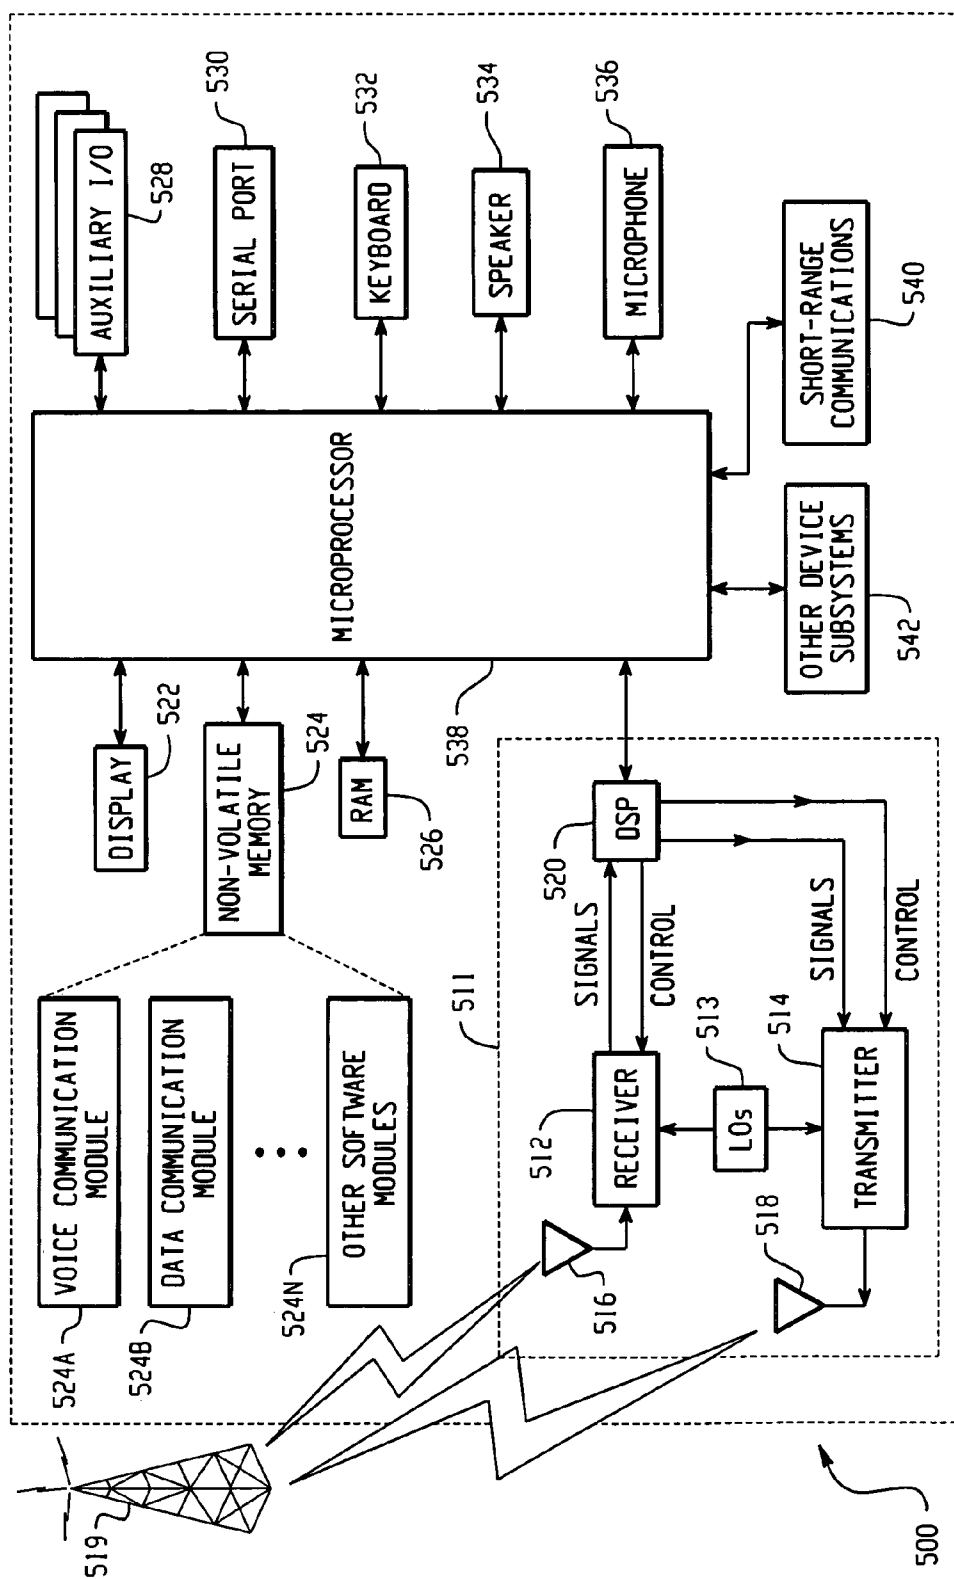 519
500
524A
VOICE COMMUNICATION
MODULE
524B
DATA COMMUNICATION
MODULE
524N
OTHER SOFTWARE
MODULES
DISPLAY
522
NON-VOLATILE
MEMORY
524
RAM
526
MICROPROCESSOR
538
AUXILIARY I/O
528
SERIAL PORT
530
KEYBOARD
532
SPEAKER
534
MICROPHONE
536
SHORT-RANGE
COMMUNICATIONS
540
OTHER DEVICE
SUBSYSTEMS
542
511
516
512
RECEIVER
SIGNALS
CONTROL
520
DSP
LOs
513
518
514
TRANSMITTER
SIGNALS
CONTROL